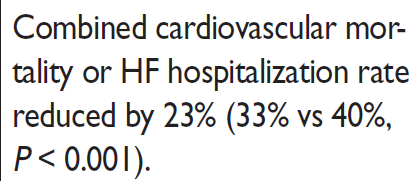 Combined cardiovascular mor-
tality or HF hospitalization rate
reduced by 23% (33% vs 40%,
P < 0.001).